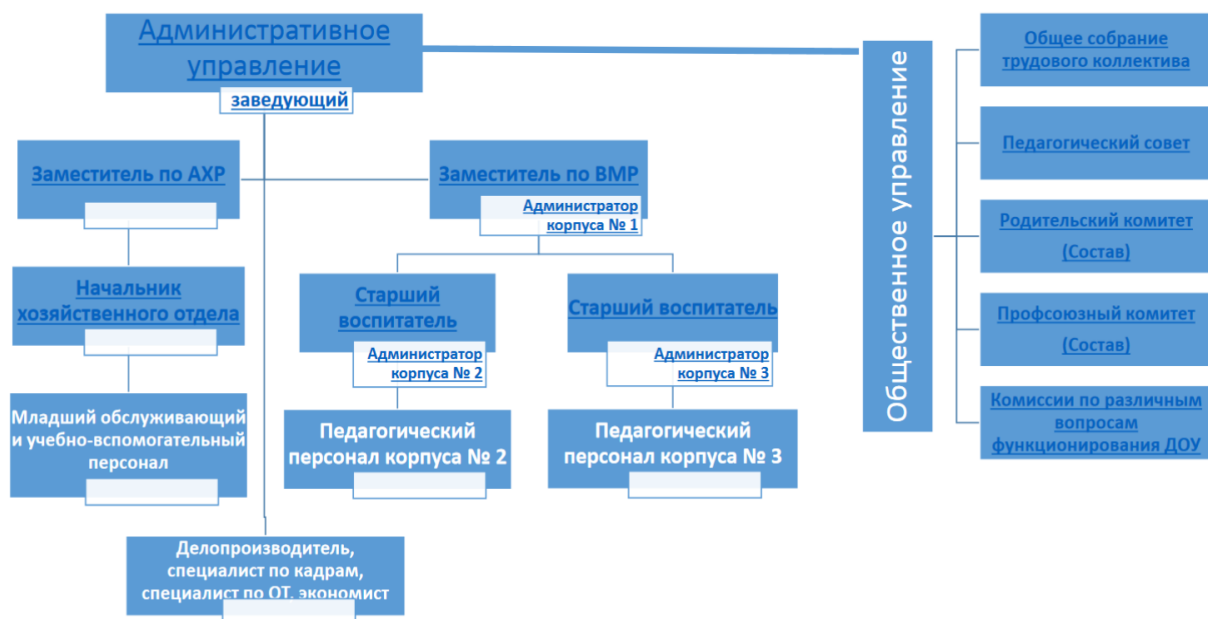 Административное
управление
заведующий
Заместитель по АХР
Заместитель по ВМР
Администратор
корпуса № 1
Начальник
хозяйственного отдела
Старший
воспитатель
Администратор
корпуса № 2
Старший воспитатель
Администратор
корпуса № 3
Младший обслуживающий
и учебно-вспомогательный
персонал
Педагогический
персонал корпуса № 2
Педагогический
персонал корпуса № 3
Делопроизводитель,
специалист по кадрам,
специалист по ОТ, экономист
Общественное управление
Общее собрание
трудового коллектива
Педагогический совет
Родительский комитет
(Состав)
Профсоюзный комитет
(Состав)
Комиссии по различным
вопросам
функционирования ДОУ